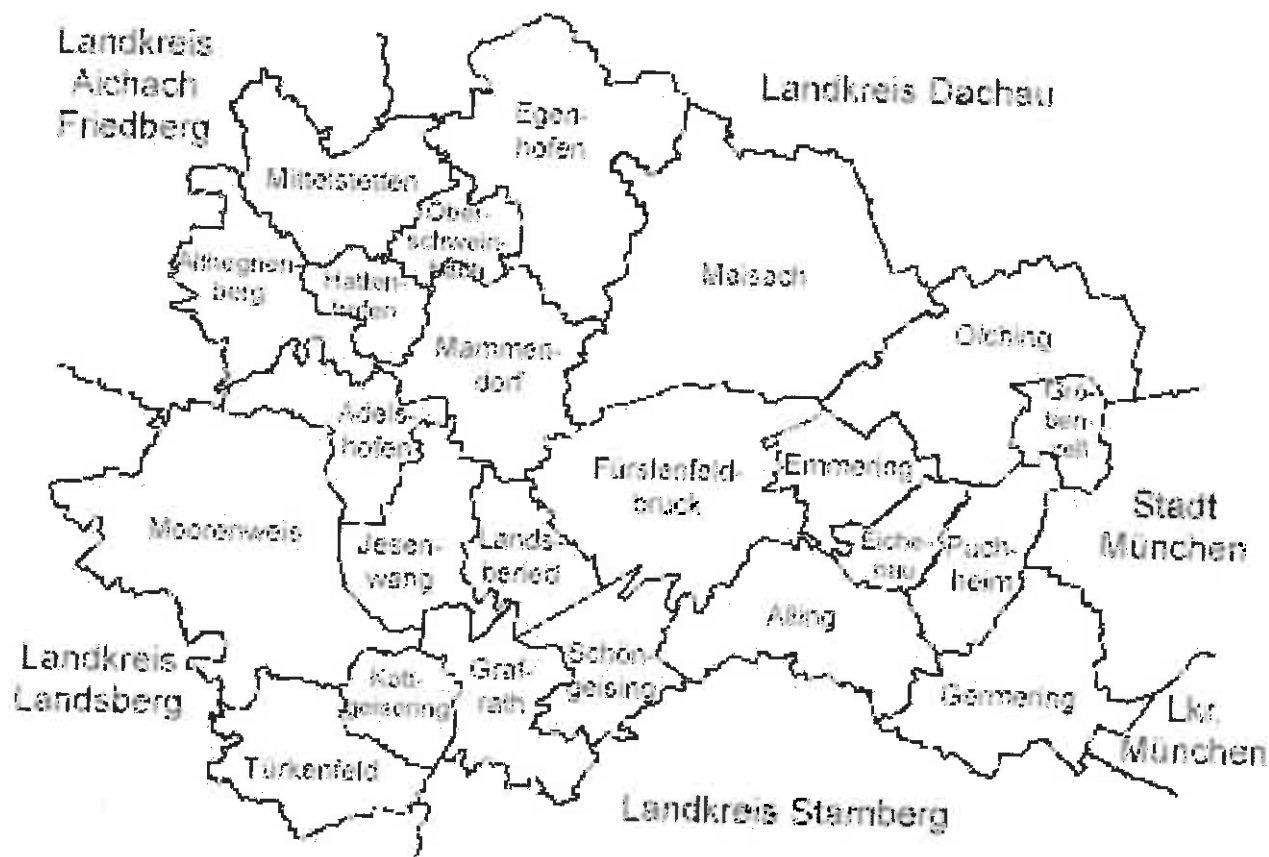 Landkreis
Aichach
Friedberg
Landkreis Dachau
Egen-
hofen
Mittelstetten
Ober-
schwein-
bach
Althegnen-
berg
Hatten-
hofen
Maisach
Mammen-
dorf
Olching
Grö-
ben-
zell
Adels-
hofen
Emmering
Fürstenfeld-
bruck
Stadt
München
Moorenweis
Jesen-
wang
Lands-
beried
Eiche-
nau
Puch-
heim
Alling
Landkreis
Landsberg
Kott-
geisering
Graf-
rath
Schön-
geising
Germering
Lkr.
München
Türkenfeld
Landkreis Starnberg